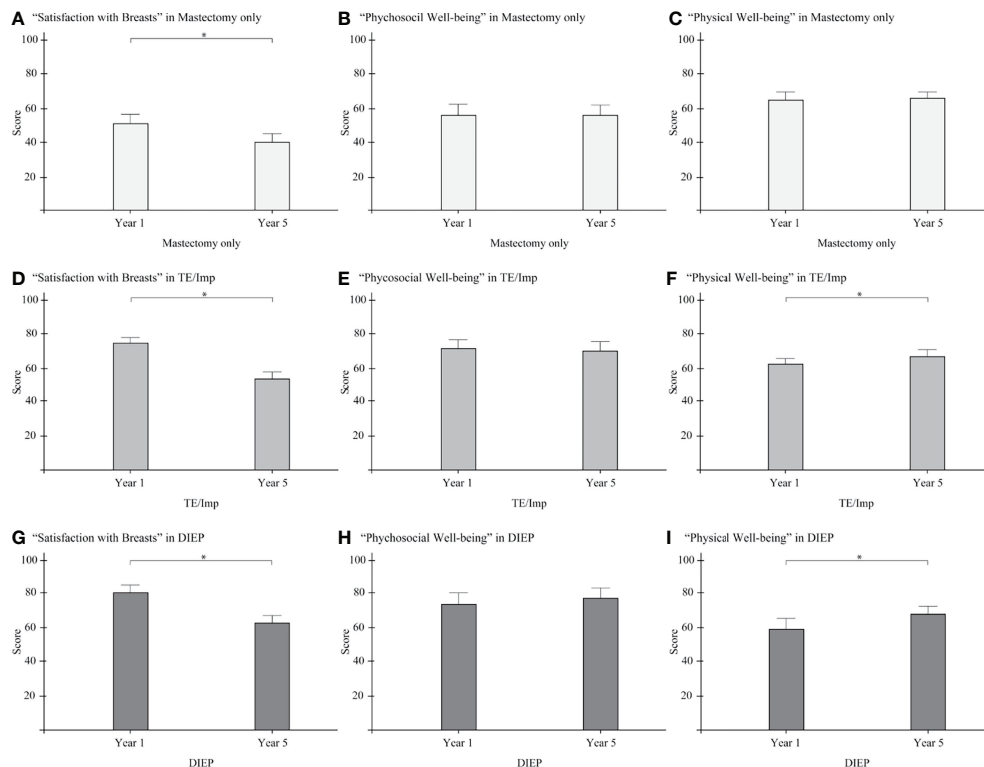 A "Satisfaction with Breasts" in Mastectomy only
100
80
60
40
20
Score
*
Year 1 Year 5
Mastectomy only
B "Phychosocil Well-being" in Mastectomy only
100
80
60
40
20
Score
Year 1 Year 5
Mastectomy only
C "Physical Well-being" in Mastectomy only
100
80
60
40
20
Score
Year 1 Year 5
Mastectomy only
D "Satisfaction with Breasts" in TE/Imp
100
80
60
40
20
Score
*
Year 1 Year 5
TE/Imp
E "Phycosocial Well-being" in TE/Imp
100
80
60
40
20
Score
Year 1 Year 5
TE/Imp
F "Physical Well-being" in TE/Imp
100
80
60
40
20
Score
*
Year 1 Year 5
TE/Imp
G "Satisfaction with Breasts" in DIEP
100
80
60
40
20
Score
*
Year 1 Year 5
DIEP
H "Phychosocial Well-being" in DIEP
100
80
60
40
20
Score
Year 1 Year 5
DIEP
I "Physical Well-being" in DIEP
100
80
60
40
20
Score
*
Year 1 Year 5
DIEP